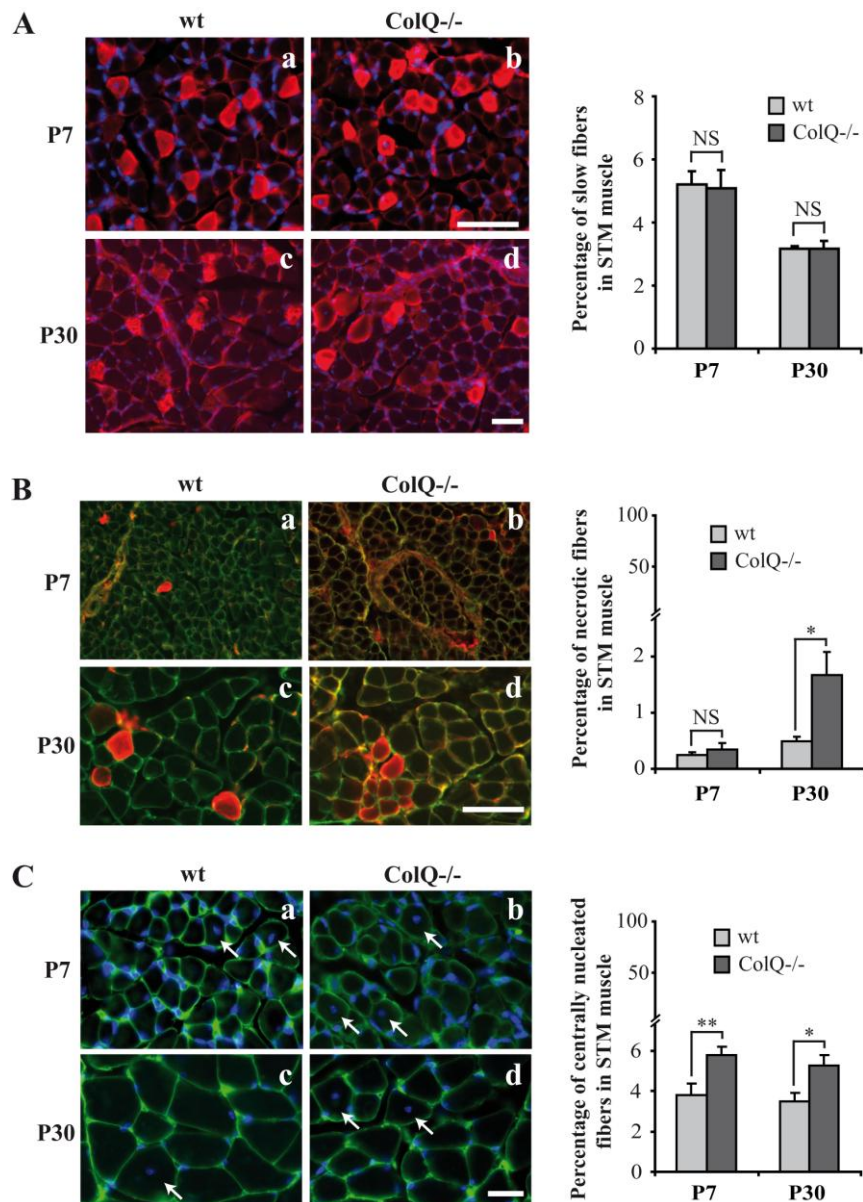 A
wt
ColQ-/-
P7
a
b
P30
c
d
Percentage of slow fibers
in STM muscle
8
6
4
2
0
wt
ColQ-/-
NS
NS
P7
P30
B
wt
ColQ-/-
P7
a
b
P30
c
d
Percentage of necrotic fibers
in STM muscle
100
50
2
1
0
wt
ColQ-/-
NS
*
P7
P30
C
wt
ColQ-/-
P7
a
b
P30
c
d
Percentage of centrally nucleated
fibers in STM muscle
100
50
6
4
2
0
wt
ColQ-/-
**
*
P7
P30